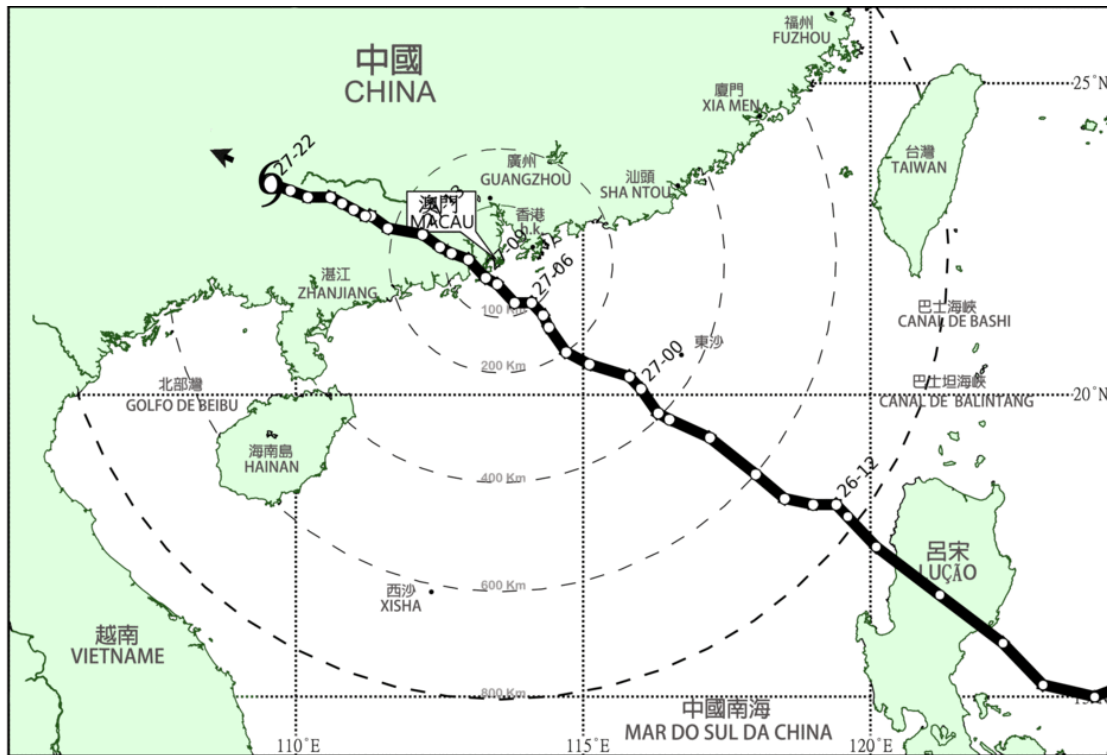 福州
FUZHOU
中國
CHINA
25°N
廈門
XIA MEN
27-22
廣州
GUANGZHOU
台灣
TAIWAN
汕頭
SHA NTOU
澳門
MACAU
香港
h.k.
27-09
湛江
ZHANJIANG
27-06
100 Km
巴士海峽
CANAL DE BASHI
東沙
27-00
200 Km
北部灣
GOLFO DE BEIBU
巴士坦海峽
CANAL DE BALINTANG
20°N
海南島
HAINAN
400 Km
26-12
呂宋
LUÇÃO
600 Km
西沙
XISHA
越南
VIETNAME
800 Km
中國南海
MAR DO SUL DA CHINA
110°E
115°E
120°E